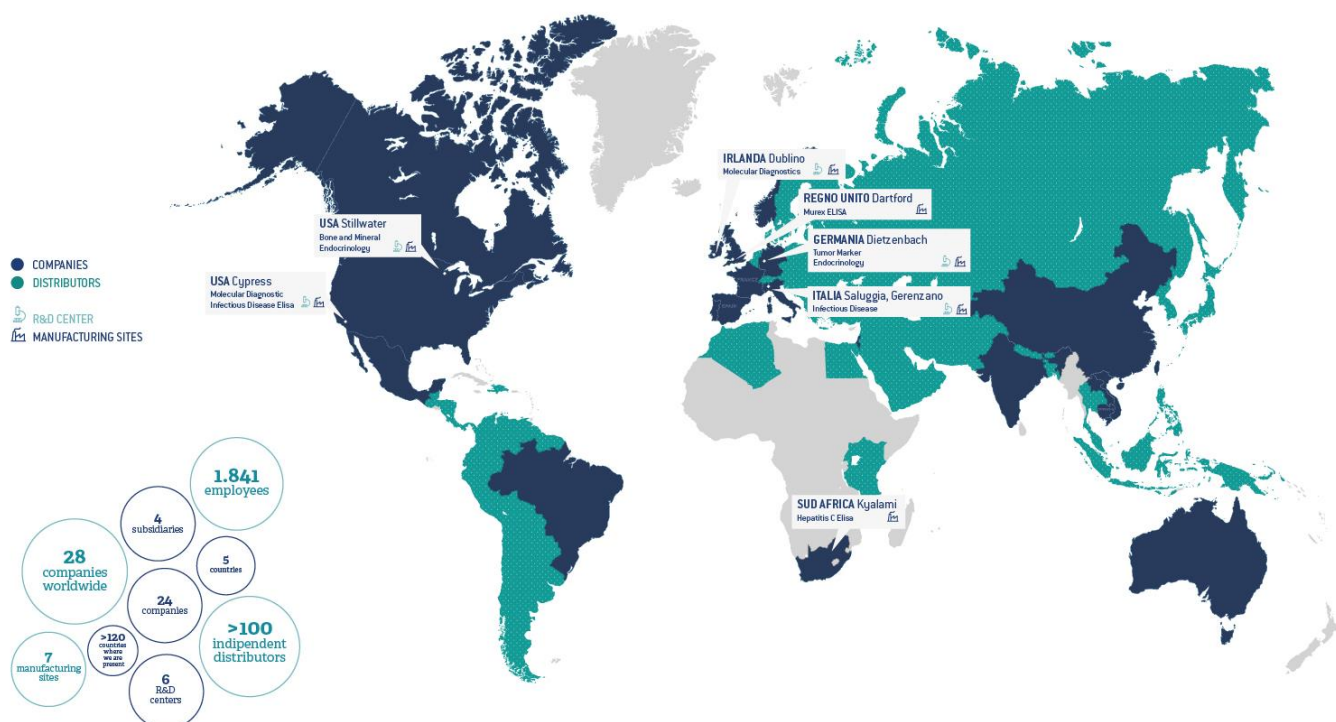 IRLANDA Dublino
Molecular Diagnostics
REGNO UNITO Dartford
Murex ELISA
USA Stillwater
Bone and Mineral
Endocrinology
GERMANIA Dietzenbach
Tumor Marker
Endocrinology
COMPANIES
DISTRIBUTORS
R&D CENTER
MANUFACTURING SITES
USA Cypress
Molecular Diagnostic
Infectious Disease Elisa
ITALIA Saluggia, Gerenzano
Infectious Disease
SUD AFRICA Kyalami
Hepatitis C Elisa
1.841
employees
4
subsidiaries
28
companies
worldwide
5
countries
24
companies
>100
indipendent
distributors
>120
countries
where
we are
present
7
manufacturing
sites
6
R&D
centers